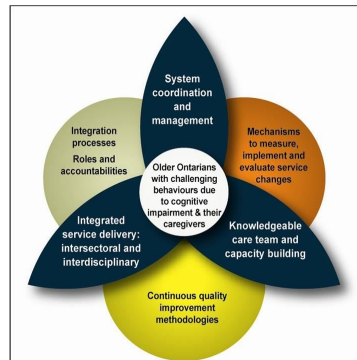 System
coordination
and
management
Integration
processes
Roles and
accountabilities
Mechanisms
to measure,
implement and
evaluate service
changes
Older Ontarians
with challenging
behaviours due
to cognitive
impairment & their
caregivers
Integrated
service delivery:
intersectoral and
interdisciplinary
Knowledgeable
care team and
capacity building
Continuous quality
improvement
methodologies